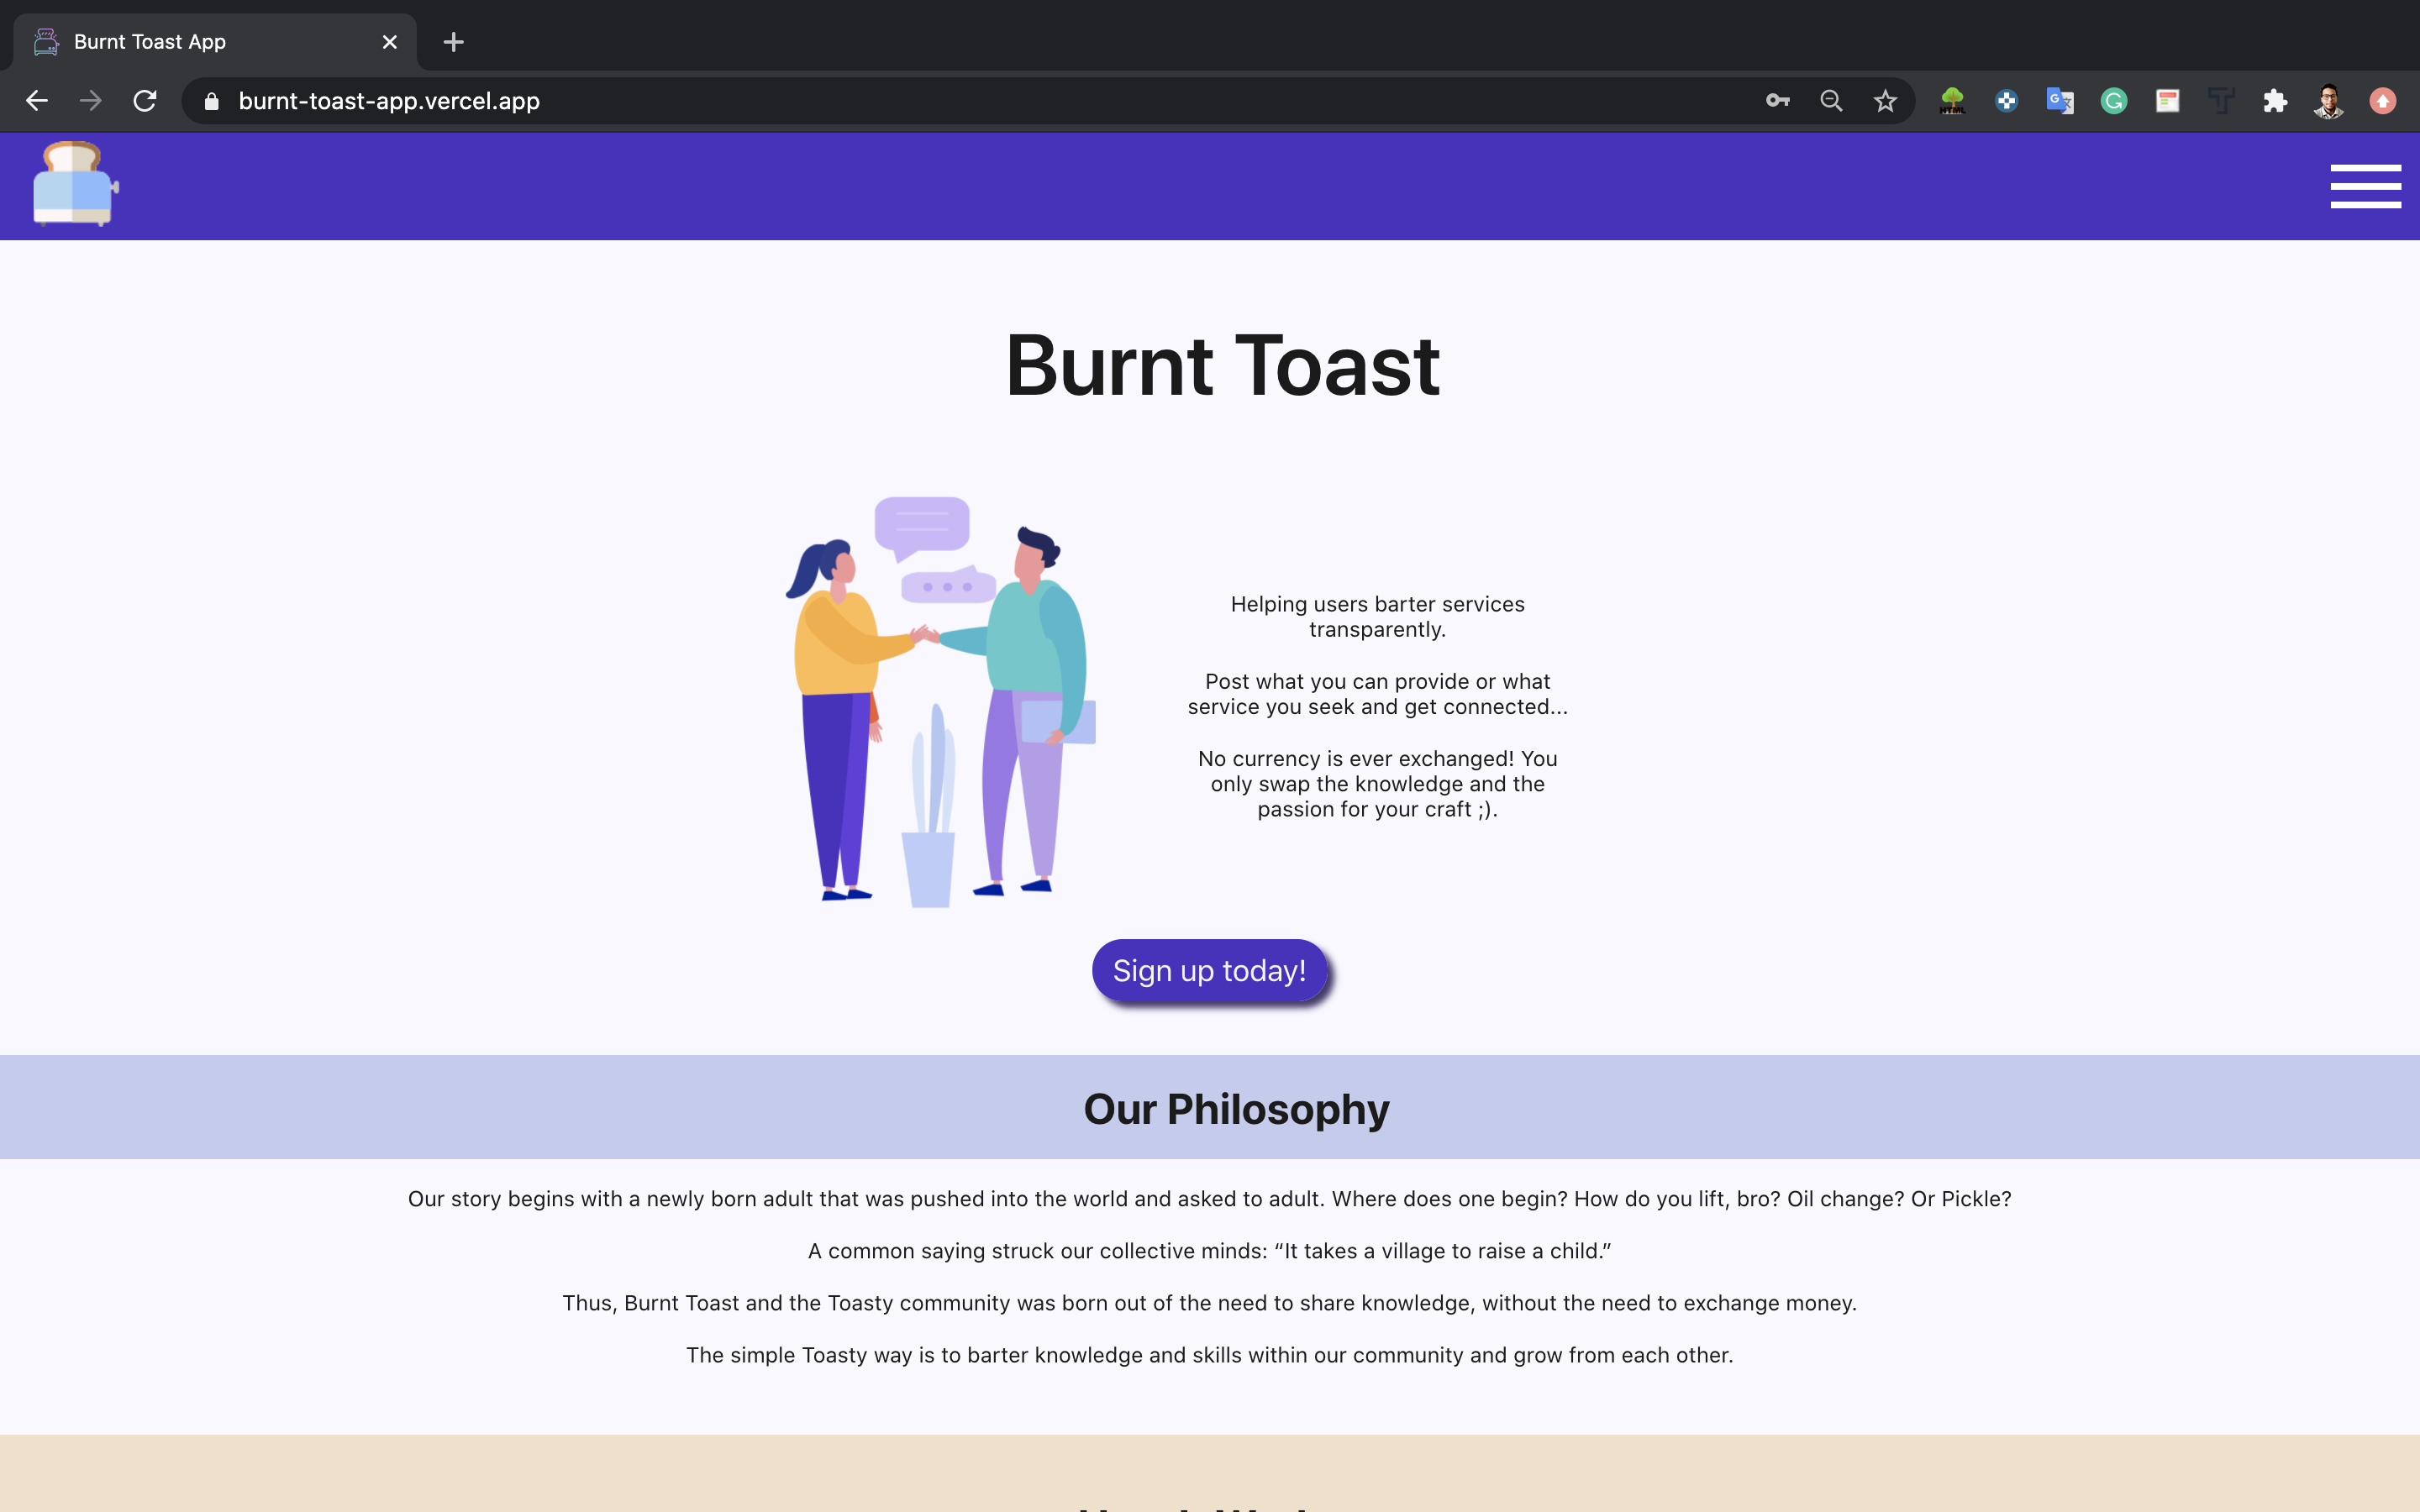 Burnt Toast App
burnt-toast-app.vercel.app
HTML
Burnt Toast
Helping users barter services
transparently.
Post what you can provide or what
service you seek and get connected...
No currency is ever exchanged! You
only swap the knowledge and the
passion for your craft ;).
Sign up today!
Our Philosophy
Our story begins with a newly born adult that was pushed into the world and asked to adult. Where does one begin? How do you lift, bro? Oil change? Or Pickle?
A common saying struck our collective minds: “It takes a village to raise a child.”
Thus, Burnt Toast and the Toasty community was born out of the need to share knowledge, without the need to exchange money.
The simple Toasty way is to barter knowledge and skills within our community and grow from each other.